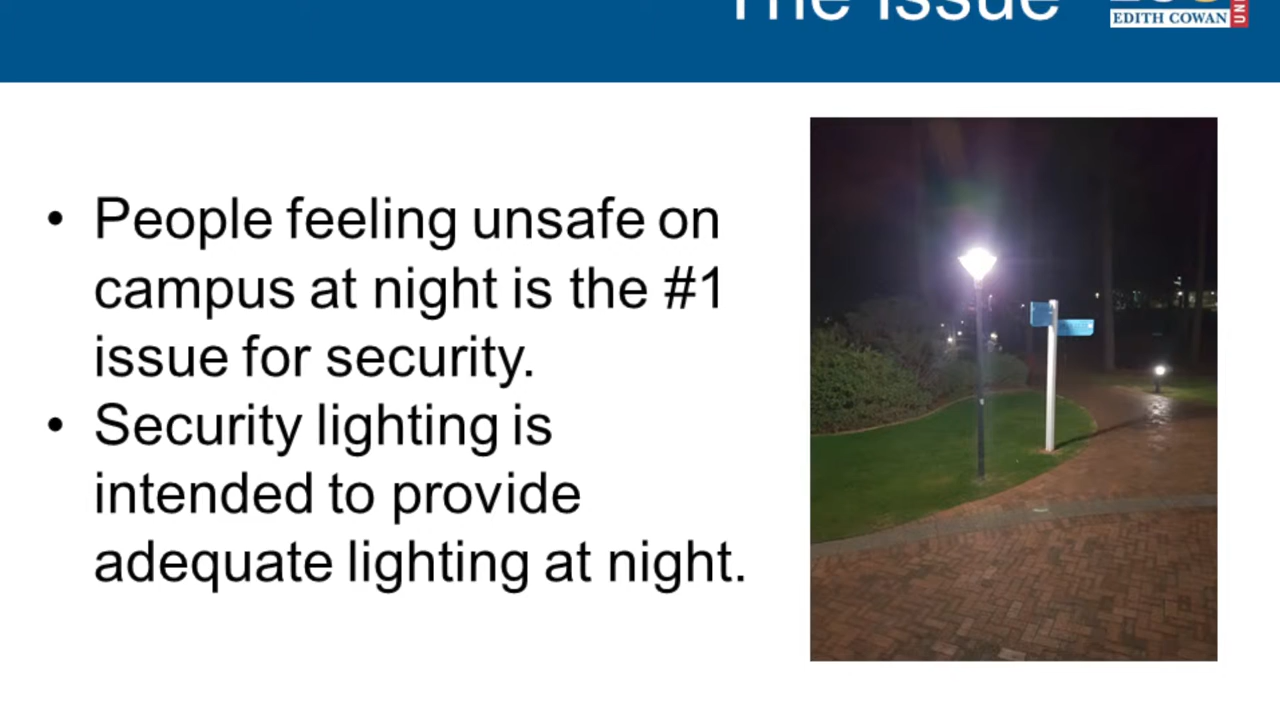 The Issue
EDITH COWAN
People feeling unsafe on
campus at night is the #1
issue for security.
Security lighting is
intended to provide
adequate lighting at night.